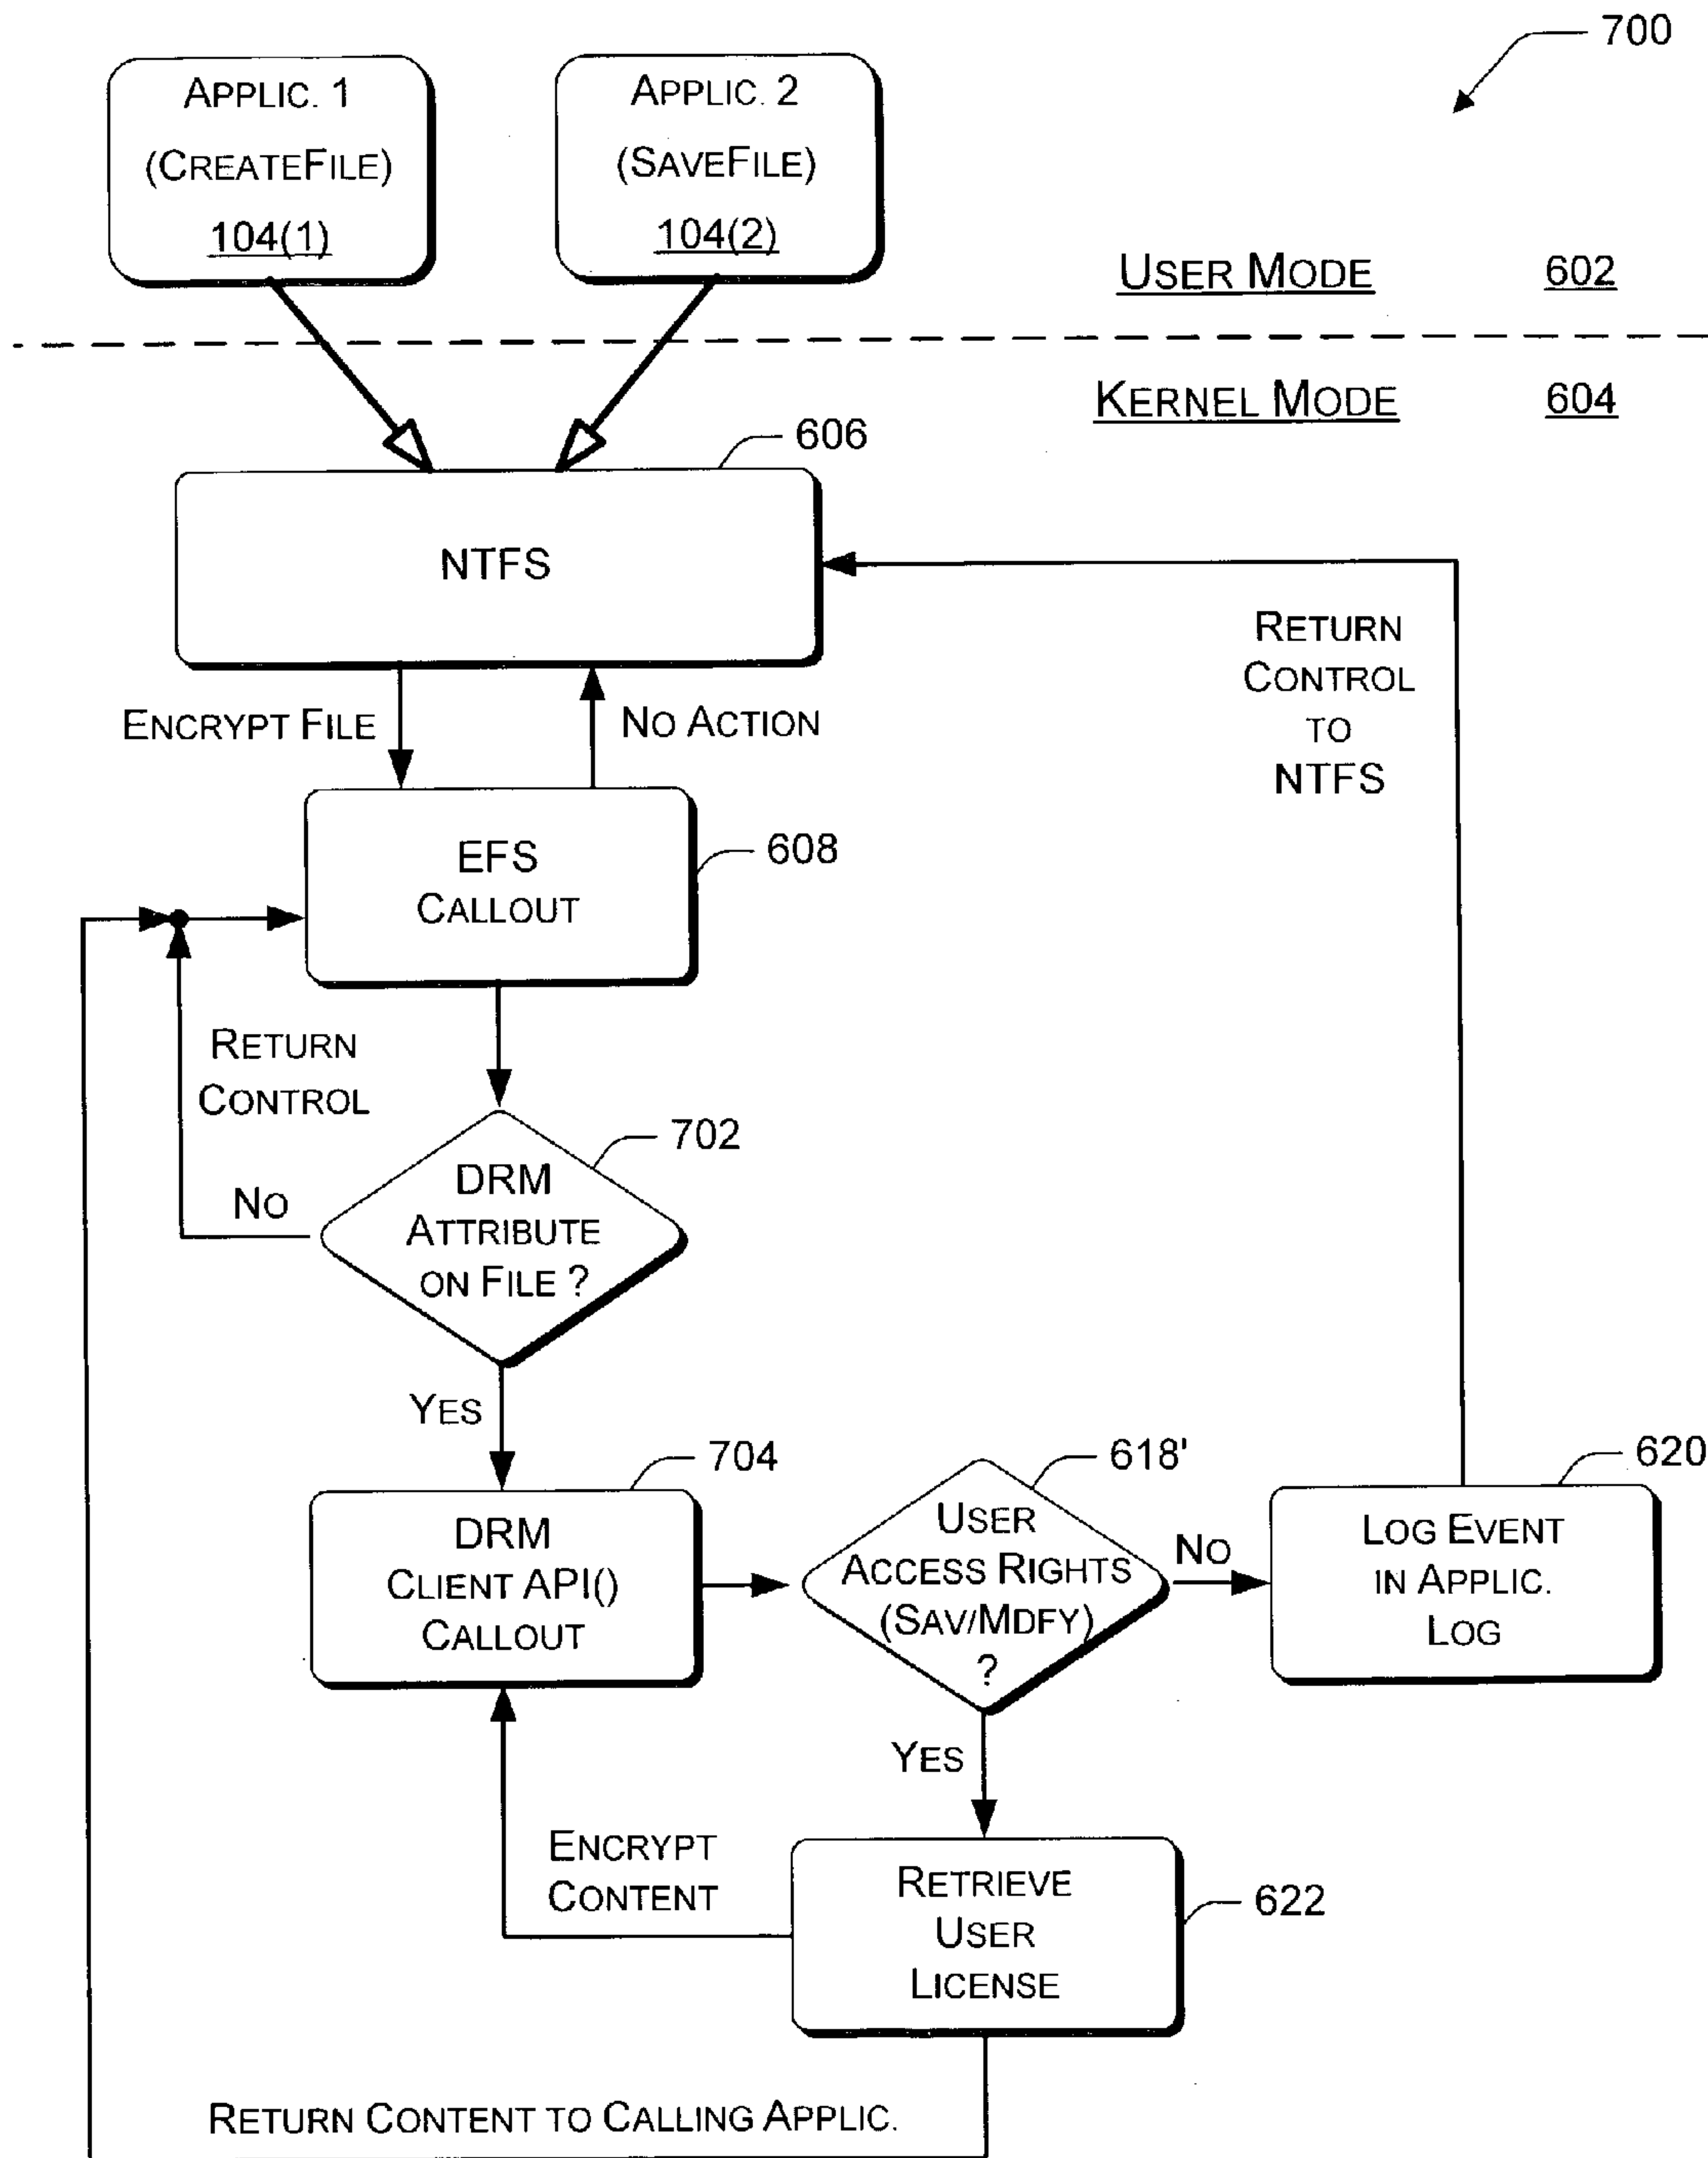 700
APPLIC. 1
(CREATEFILE)
104(1)
APPLIC. 2
(SAVEFILE)
104(2)
USER MODE 602
KERNEL MODE 604
606
NTFS
RETURN
CONTROL
TO
NTFS
ENCRYPT FILE
NO ACTION
608
EFS
CALLOUT
RETURN
CONTROL
702
DRM
ATTRIBUTE
ON FILE ?
NO
YES
704
DRM
CLIENT API()
CALLOUT
618'
USER
ACCESS RIGHTS
(SAV/MDFY)
?
NO
620
LOG EVENT
IN APPLIC.
LOG
YES
ENCRYPT
CONTENT
622
RETRIEVE
USER
LICENSE
RETURN CONTENT TO CALLING APPLIC.